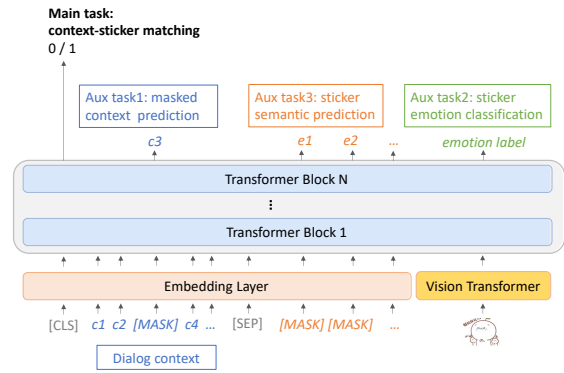 Main task:
context-sticker matching
0 / 1
Aux task1: masked
context prediction
Aux task3: sticker
semantic prediction
Aux task2: sticker
emotion classification
c3
e1 e2 ...
emotion label
Transformer Block N
⋮
Transformer Block 1
Embedding Layer
Vision Transformer
[CLS] c1 c2 [MASK] c4 ... [SEP] [MASK] [MASK] ...
Dialog context